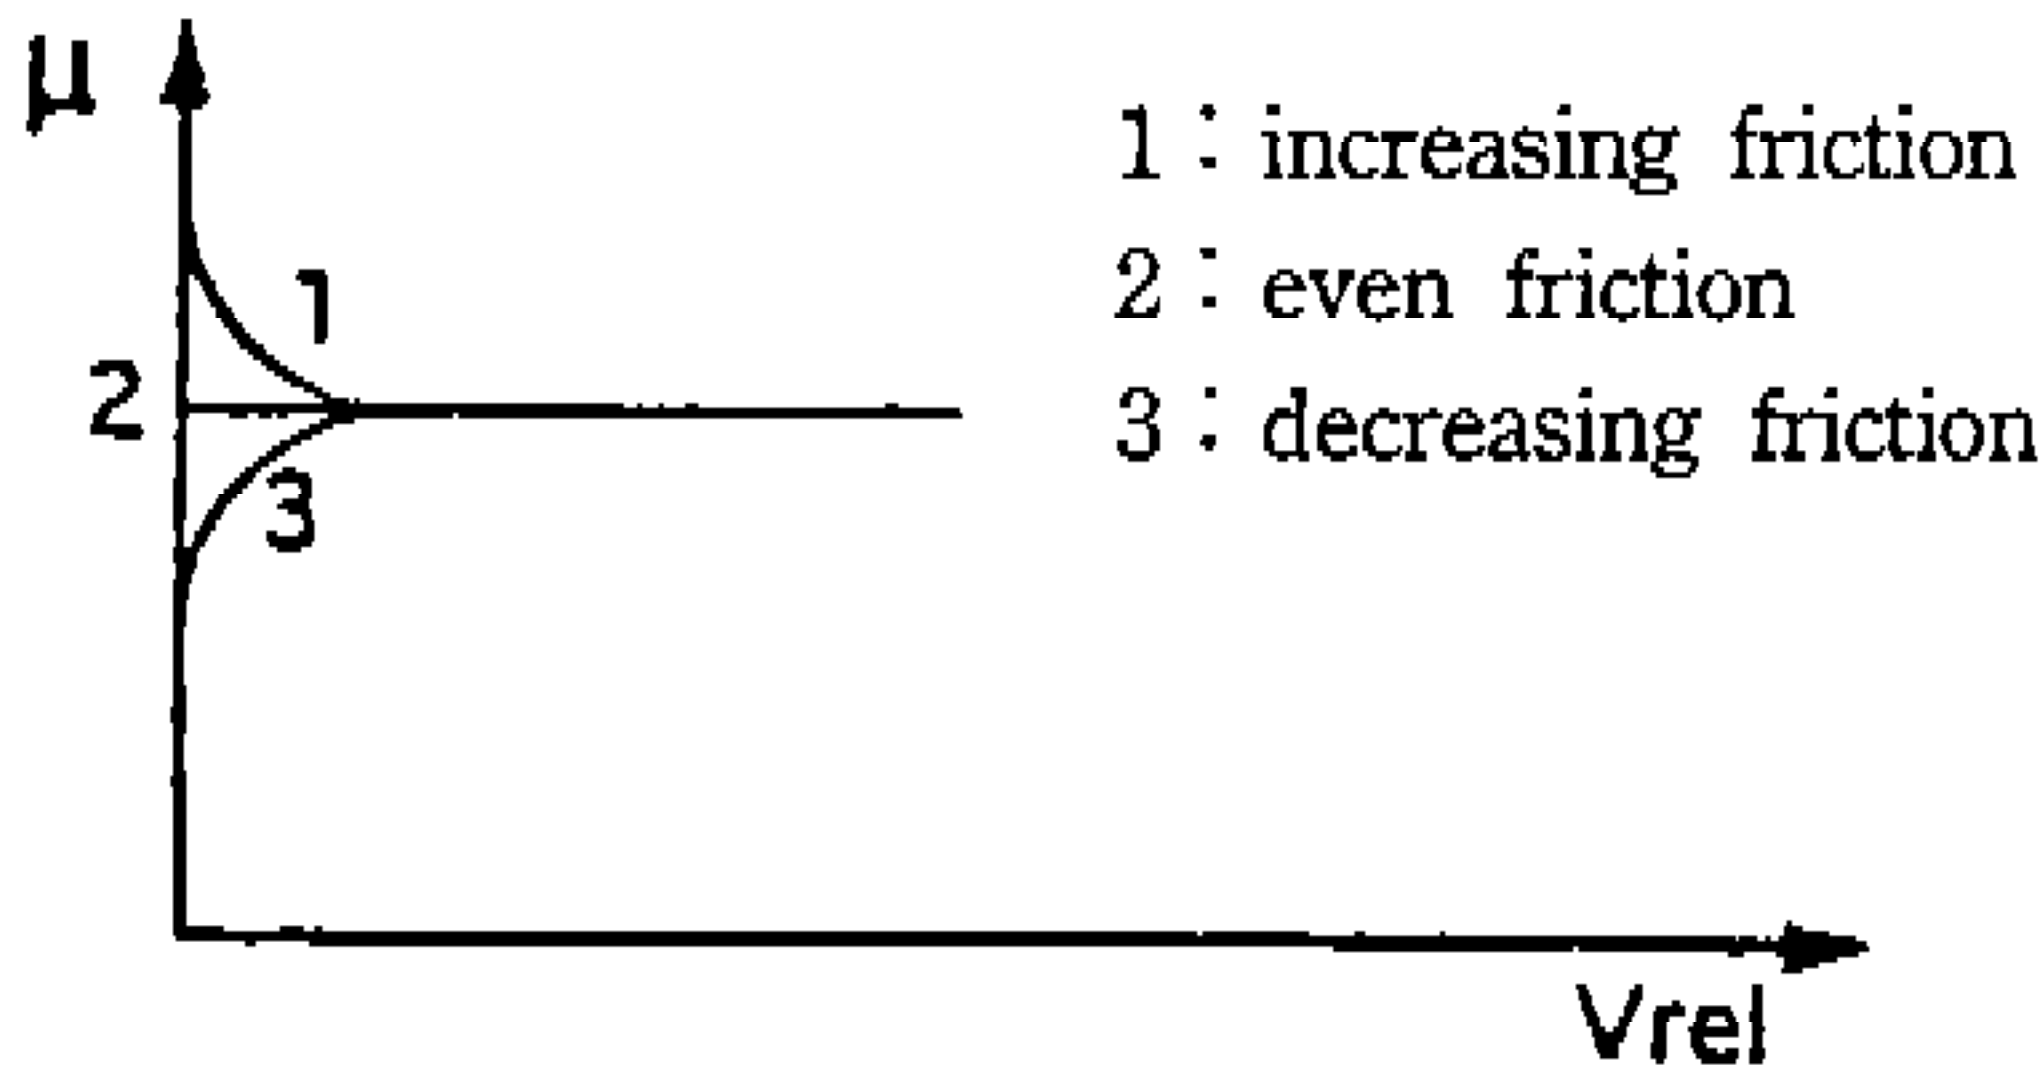 μ
1 : increasing friction
2 : even friction
3 : decreasing friction
1
2
3
Vrel